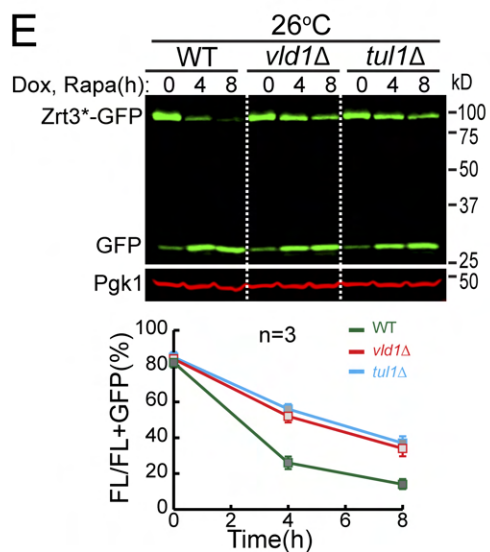 E
26°C
WT vld1Δ tul1Δ
Dox, Rapa(h): 0 4 8 0 4 8 0 4 8 kD
Zrt3*-GFP 100
75
50
37
GFP
25
Pgk1 50
100
n=3 WT
80
vld1Δ
60
tul1Δ
40
20
0
FL/FL+GFP(%)
0 2 4 6 8
Time(h)